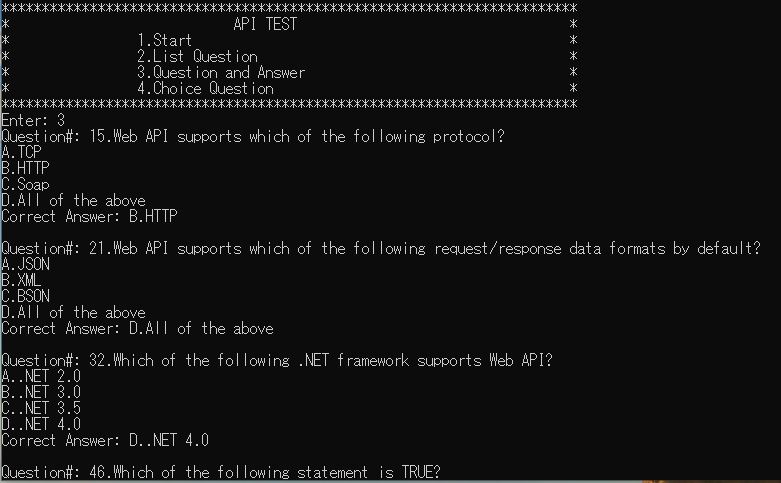 ************************************************************************
* API TEST *
* 1.Start *
* 2.List Question *
* 3.Question and Answer *
* 4.Choice Question *
************************************************************************
Enter: 3
Question#: 15.Web API supports which of the following protocol?
A.TCP
B.HTTP
C.Soap
D.All of the above
Correct Answer: B.HTTP
Question#: 21.Web API supports which of the following request/response data formats by default?
A.JSON
B.XML
C.BSON
D.All of the above
Correct Answer: D.All of the above
Question#: 32.Which of the following .NET framework supports Web API?
A..NET 2.0
B..NET 3.0
C..NET 3.5
D..NET 4.0
Correct Answer: D..NET 4.0
Question#: 46.Which of the following statement is TRUE?